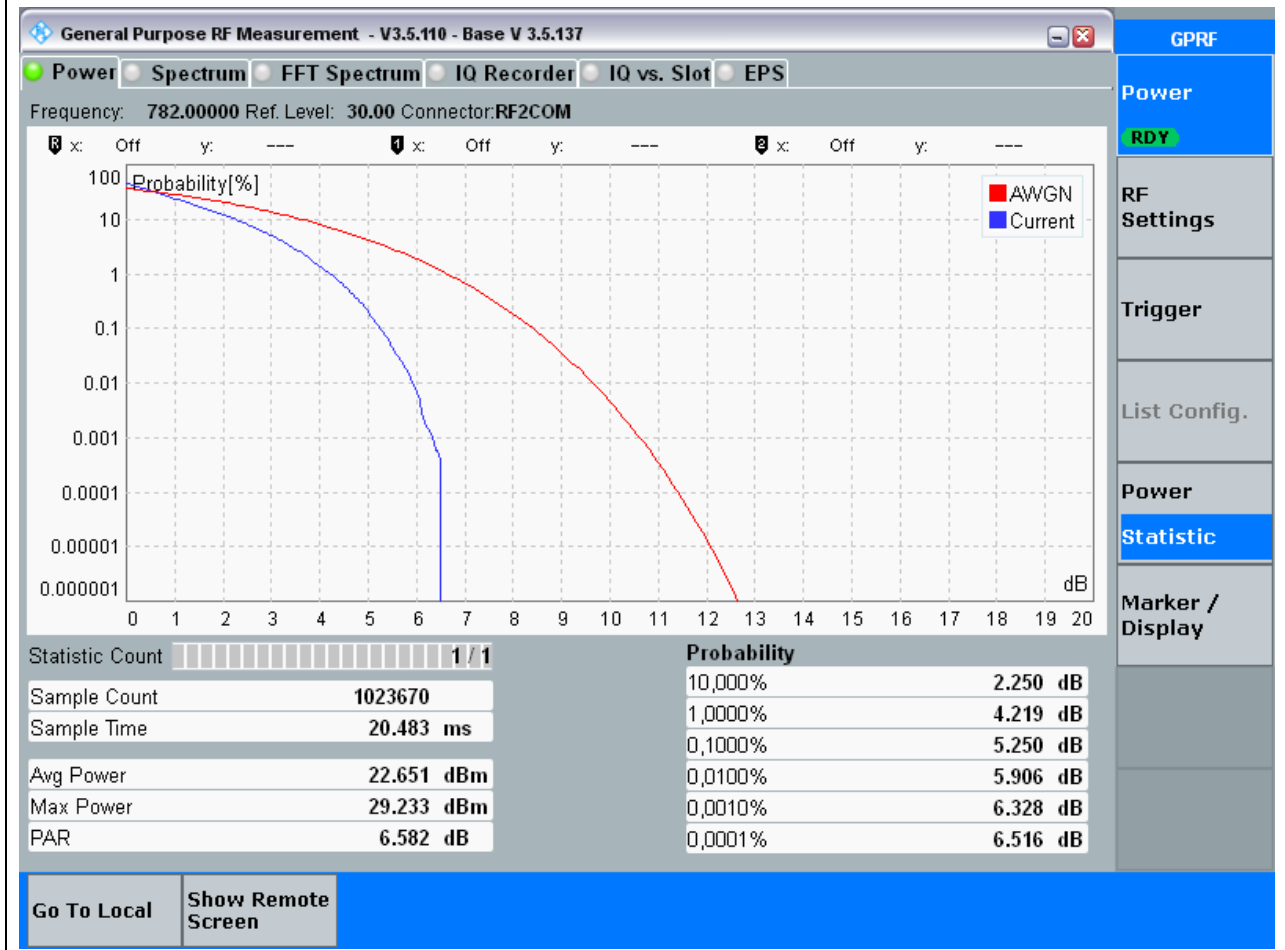 General Purpose RF Measurement - V3.5.110 - Base V 3.5.137
GPRF
Power Spectrum FFT Spectrum IQ Recorder IQ vs. Slot EPS
Frequency: 782.00000 Ref. Level: 30.00 Connector:RF2COM
R x: Off y: --- 1 x: Off y: --- 2 x: Off y: ---
Probability[%]
100
10
1
0.1
0.01
0.001
0.0001
0.00001
0.000001
AWGN
Current
dB
0 1 2 3 4 5 6 7 8 9 10 11 12 13 14 15 16 17 18 19 20
Statistic Count 1 / 1
Sample Count 1023670
Sample Time 20.483 ms
Avg Power 22.651 dBm
Max Power 29.233 dBm
PAR 6.582 dB
Probability
10,000% 2.250 dB
1,0000% 4.219 dB
0,1000% 5.250 dB
0,0100% 5.906 dB
0,0010% 6.328 dB
0,0001% 6.516 dB
Power
RDY
RF
Settings
Trigger
List Config.
Power
Statistic
Marker /
Display
Go To Local
Show Remote
Screen